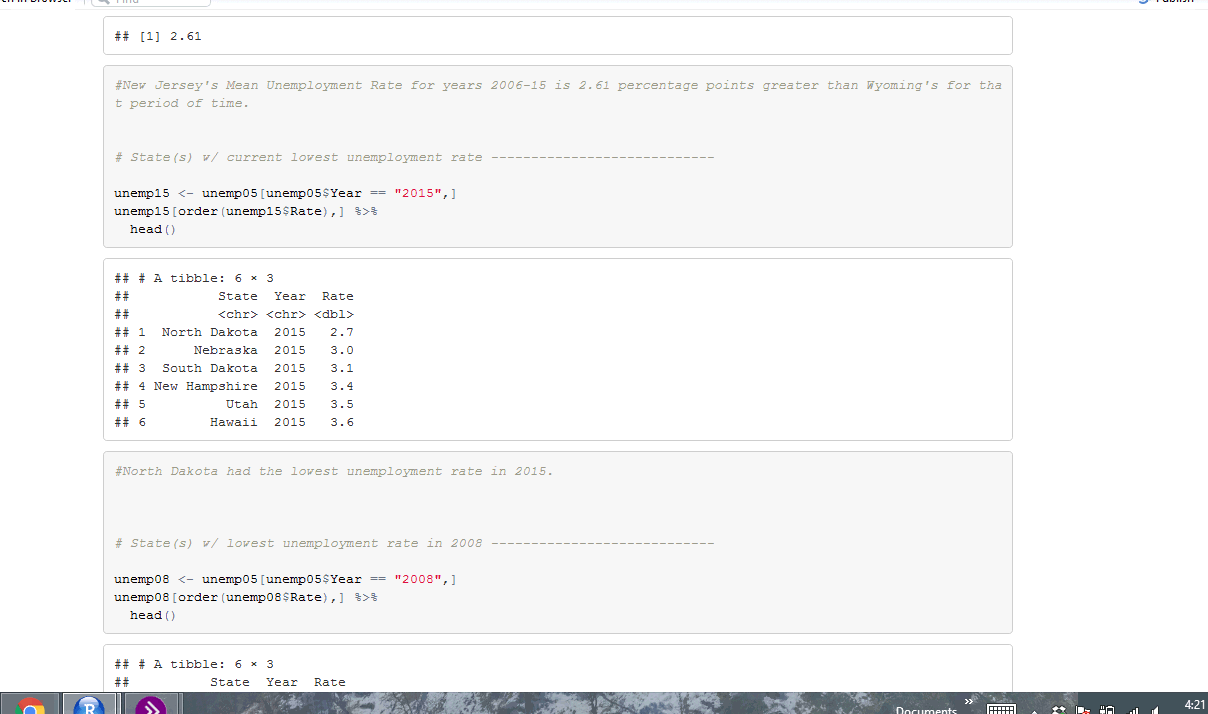 Find
## [1] 2.61
#New Jersey's Mean Unemployment Rate for years 2006-15 is 2.61 percentage points greater than Wyoming's for tha
t period of time.
# State(s) w/ current lowest unemployment rate ----------------------------
unemp15 <- unemp05[unemp05$Year == "2015",]
unemp15[order(unemp15$Rate),] %>%
head()
## # A tibble: 6 × 3
## State Year Rate
## <chr> <chr> <dbl>
## 1 North Dakota 2015 2.7
## 2 Nebraska 2015 3.0
## 3 South Dakota 2015 3.1
## 4 New Hampshire 2015 3.4
## 5 Utah 2015 3.5
## 6 Hawaii 2015 3.6
#North Dakota had the lowest unemployment rate in 2015.
# State(s) w/ lowest unemployment rate in 2008 ----------------------------
unemp08 <- unemp05[unemp05$Year == "2008",]
unemp08[order(unemp08$Rate),] %>%
head()
## # A tibble: 6 × 3
## State Year Rate
R
Documents
4:21